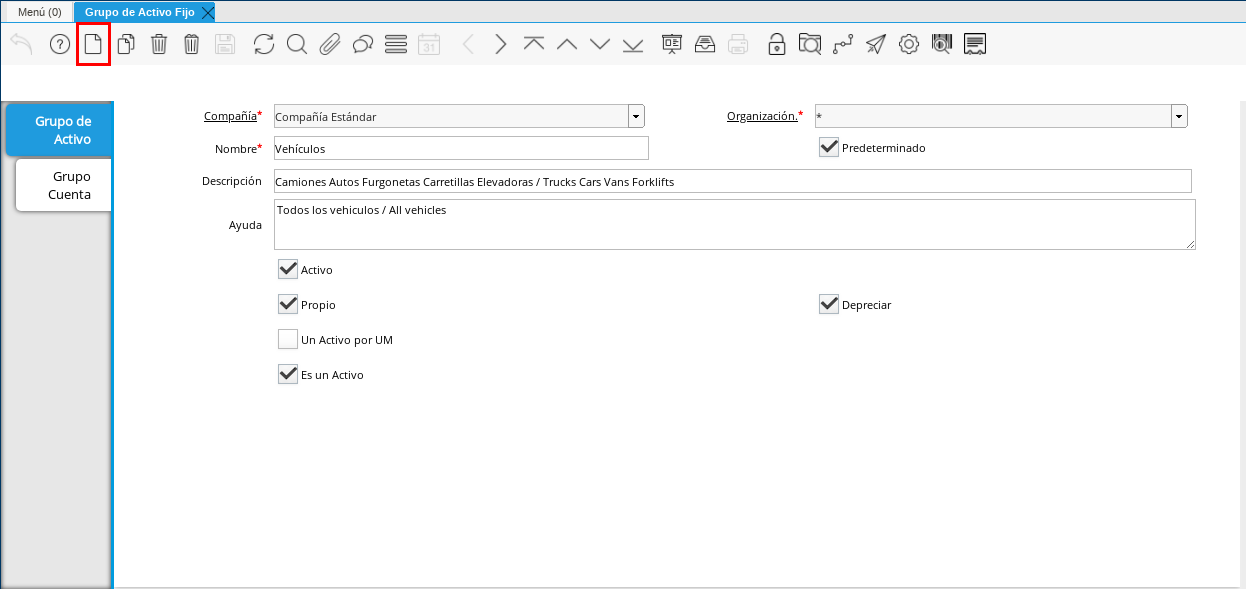 Menú (0)
Grupo de Activo Fijo
31
Grupo de
Activo
Grupo
Cuenta
Compañía*
Compañía Estándar
Organización.*
*
Nombre*
Vehículos
Predeterminado
Descripción
Camiones Autos Furgonetas Carretillas Elevadoras / Trucks Cars Vans Forklifts
Ayuda
Todos los vehiculos / All vehicles
Activo
Propio
Depreciar
Un Activo por UM
Es un Activo